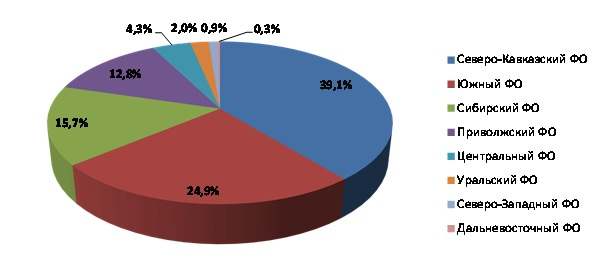 4,3%
2,0%
0,9%
0,3%
12,8%
39,1%
15,7%
24,9%
Северо-Кавказский ФО
Южный ФО
Сибирский ФО
Приволжский ФО
Центральный ФО
Уральский ФО
Северо-Западный ФО
Дальневосточный ФО